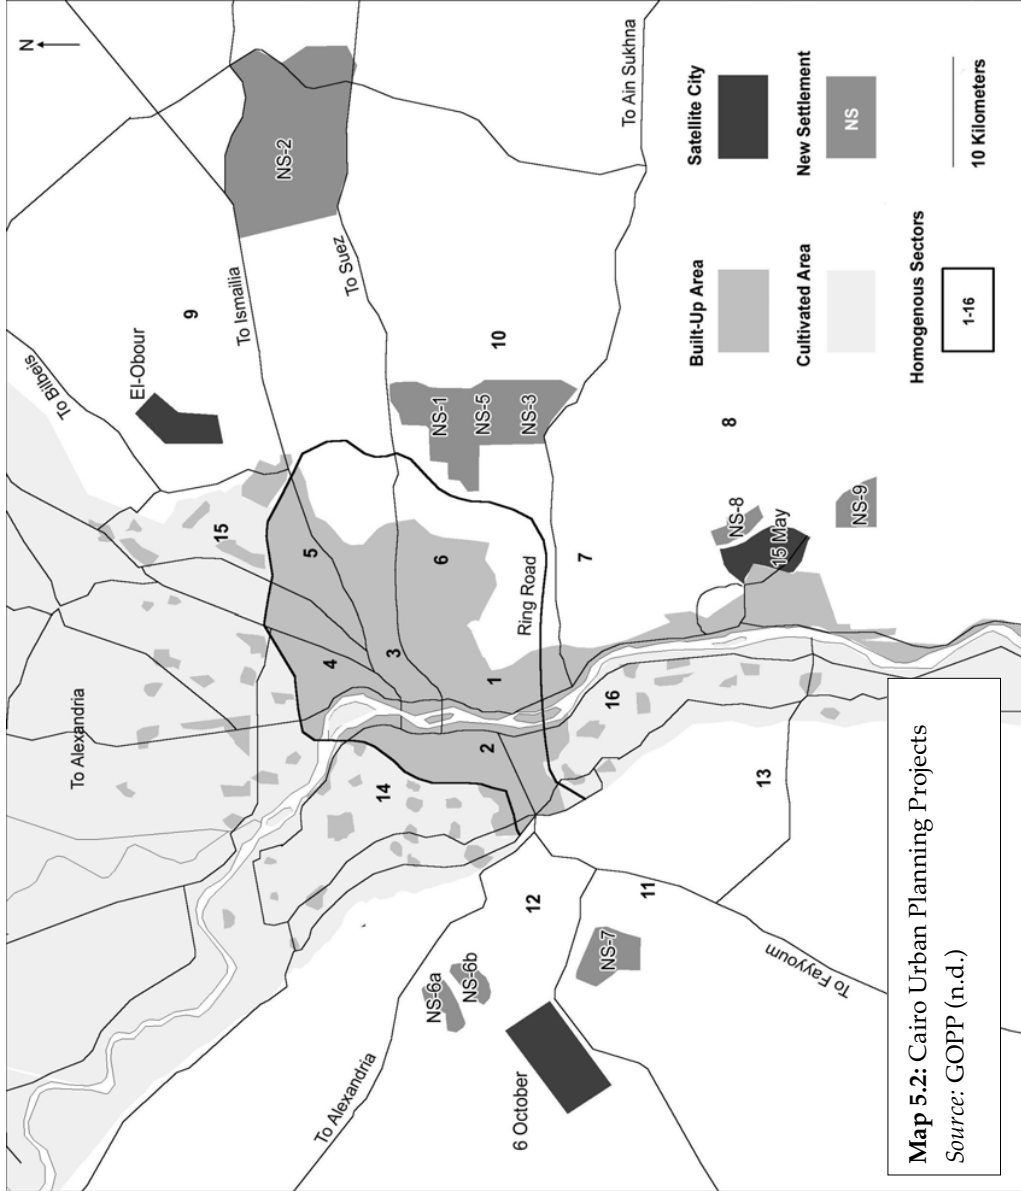 N
To Bilbeis
El-Obour
9
To Ismailia
NS-2
To Suez
To Ain Sukhna
15
5
6
NS-1
NS-5
NS-3
10
8
7
Ring Road
NS-8
15 May
NS-9
To Alexandria
4
3
1
2
16
14
13
12
11
To Alexandria
NS-6a
NS-6b
NS-7
6 October
To Fayyoum
Built-Up Area
Cultivated Area
Homogenous Sectors
1-16
Satellite City
New Settlement
NS
10 Kilometers
Map 5.2: Cairo Urban Planning Projects
Source: GOPP (n.d.)